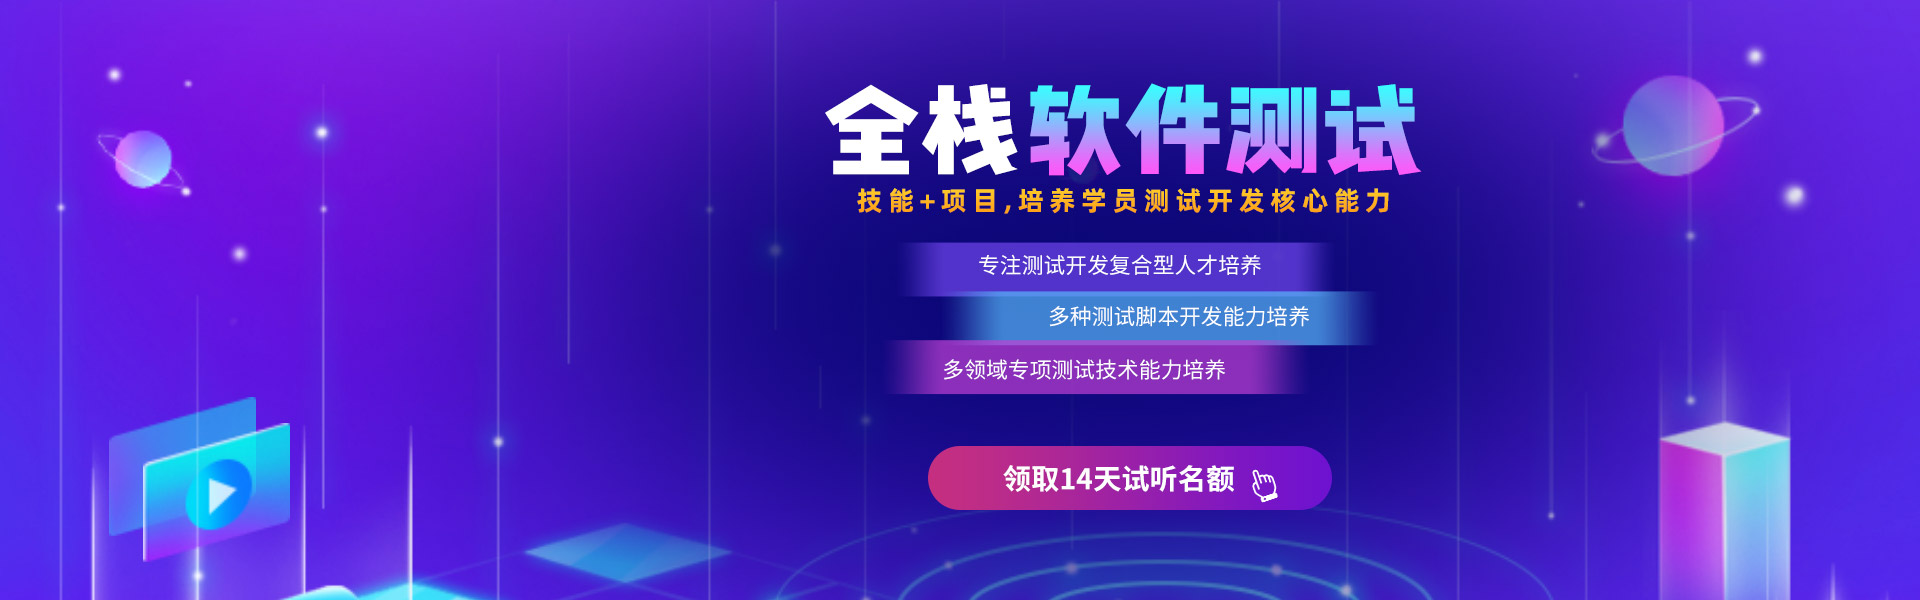 全栈软件测试
技能+项目,培养学员测试开发核心能力
专注测试开发复合型人才培养
多种测试脚本开发能力培养
多领域专项测试技术能力培养
领取14天试听名额